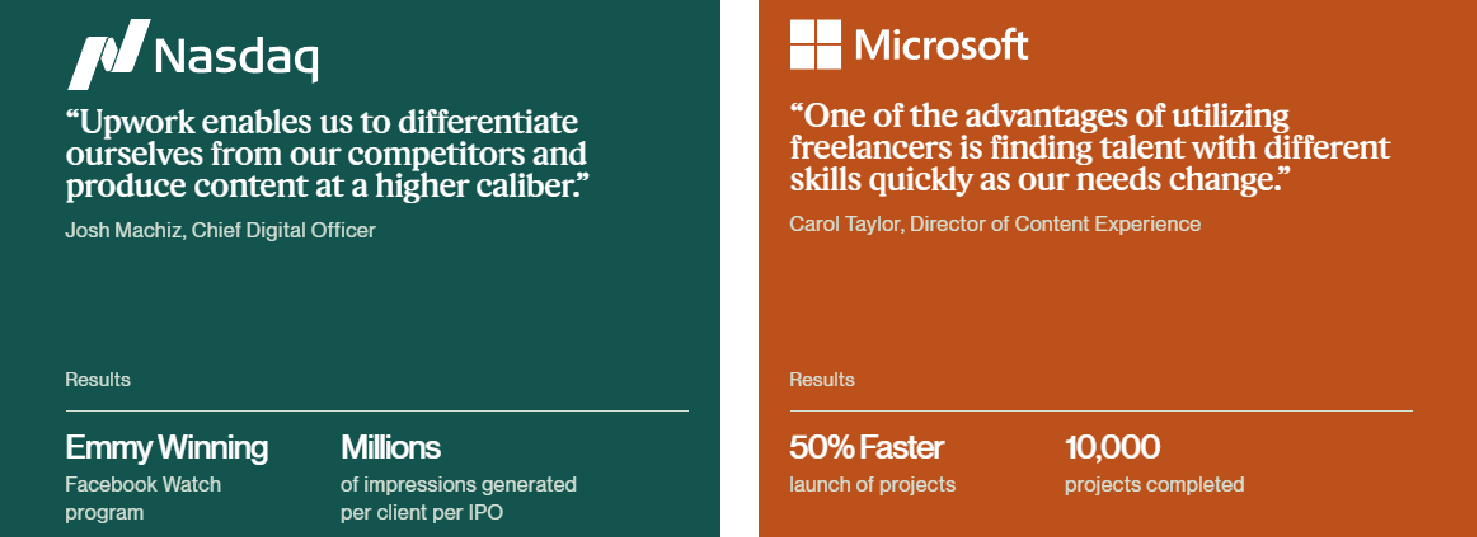 Nasdaq
“Upwork enables us to differentiate
ourselves from our competitors and
produce content at a higher caliber.”
Josh Machiz, Chief Digital Officer
Results
Emmy Winning
Facebook Watch
program
Millions
of impressions generated
per client per IPO
Microsoft
“One of the advantages of utilizing
freelancers is finding talent with different
skills quickly as our needs change.”
Carol Taylor, Director of Content Experience
Results
50% Faster
launch of projects
10,000
projects completed